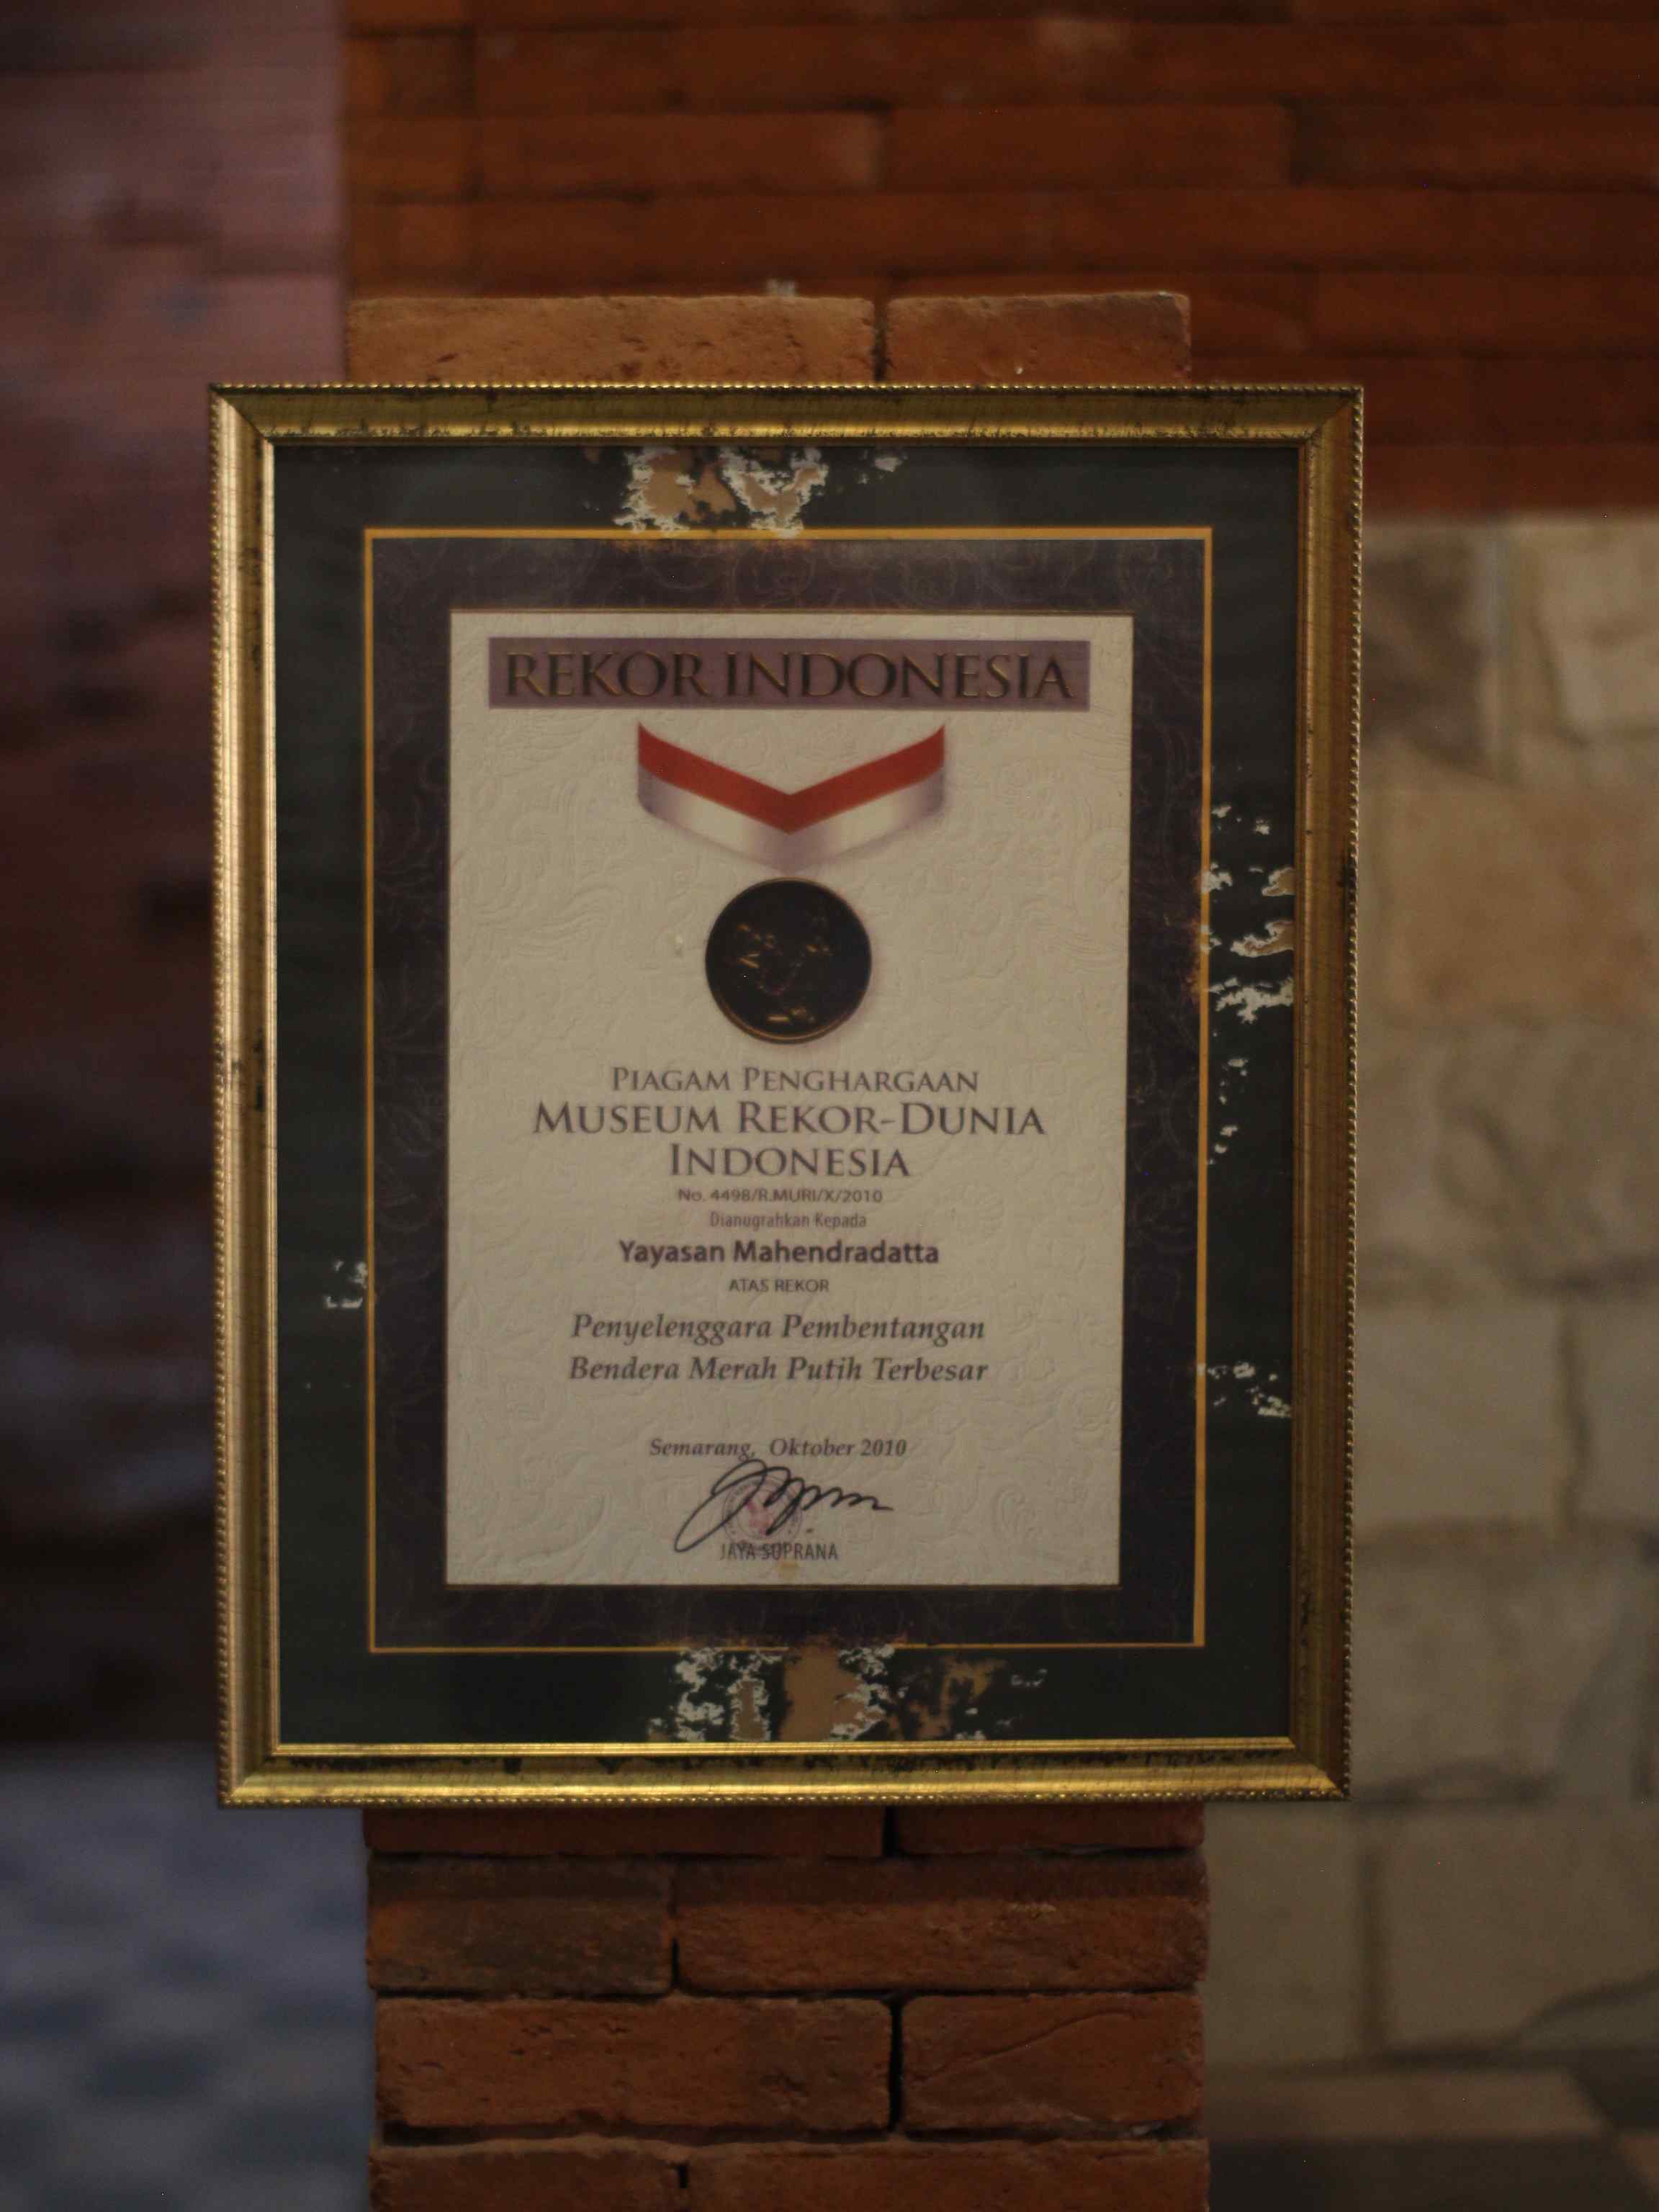 REKOR INDONESIA
PIAGAM PENGHARGAAN
MUSEUM REKOR-DUNIA
INDONESIA
No. 4498/R.MURI/X/2010
Dianugrahkan Kepada
Yayasan Mahendradatta
ATAS REKOR
Penyelenggara Pembentangan
Bendera Merah Putih Terbesar
Semarang, Oktober 2010
JAYA SUPRANA